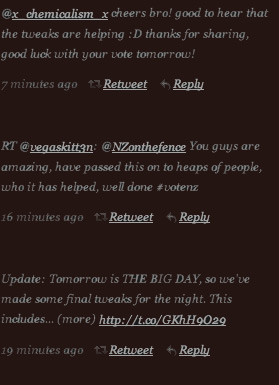 @x_chemicalism_x cheers bro! good to hear that
the tweaks are helping :D thanks for sharing,
good luck with your vote tomorrow!
7 minutes ago Retweet Reply
RT @vegaskitt3n: @NZonthefence You guys are
amazing, have passed this on to heaps of people,
who it has helped, well done #votenz
16 minutes ago Retweet Reply
Update: Tomorrow is THE BIG DAY, so we've
made some final tweaks for the night. This
includes... (more) http://t.co/GKhH9O29
19 minutes ago Retweet Reply